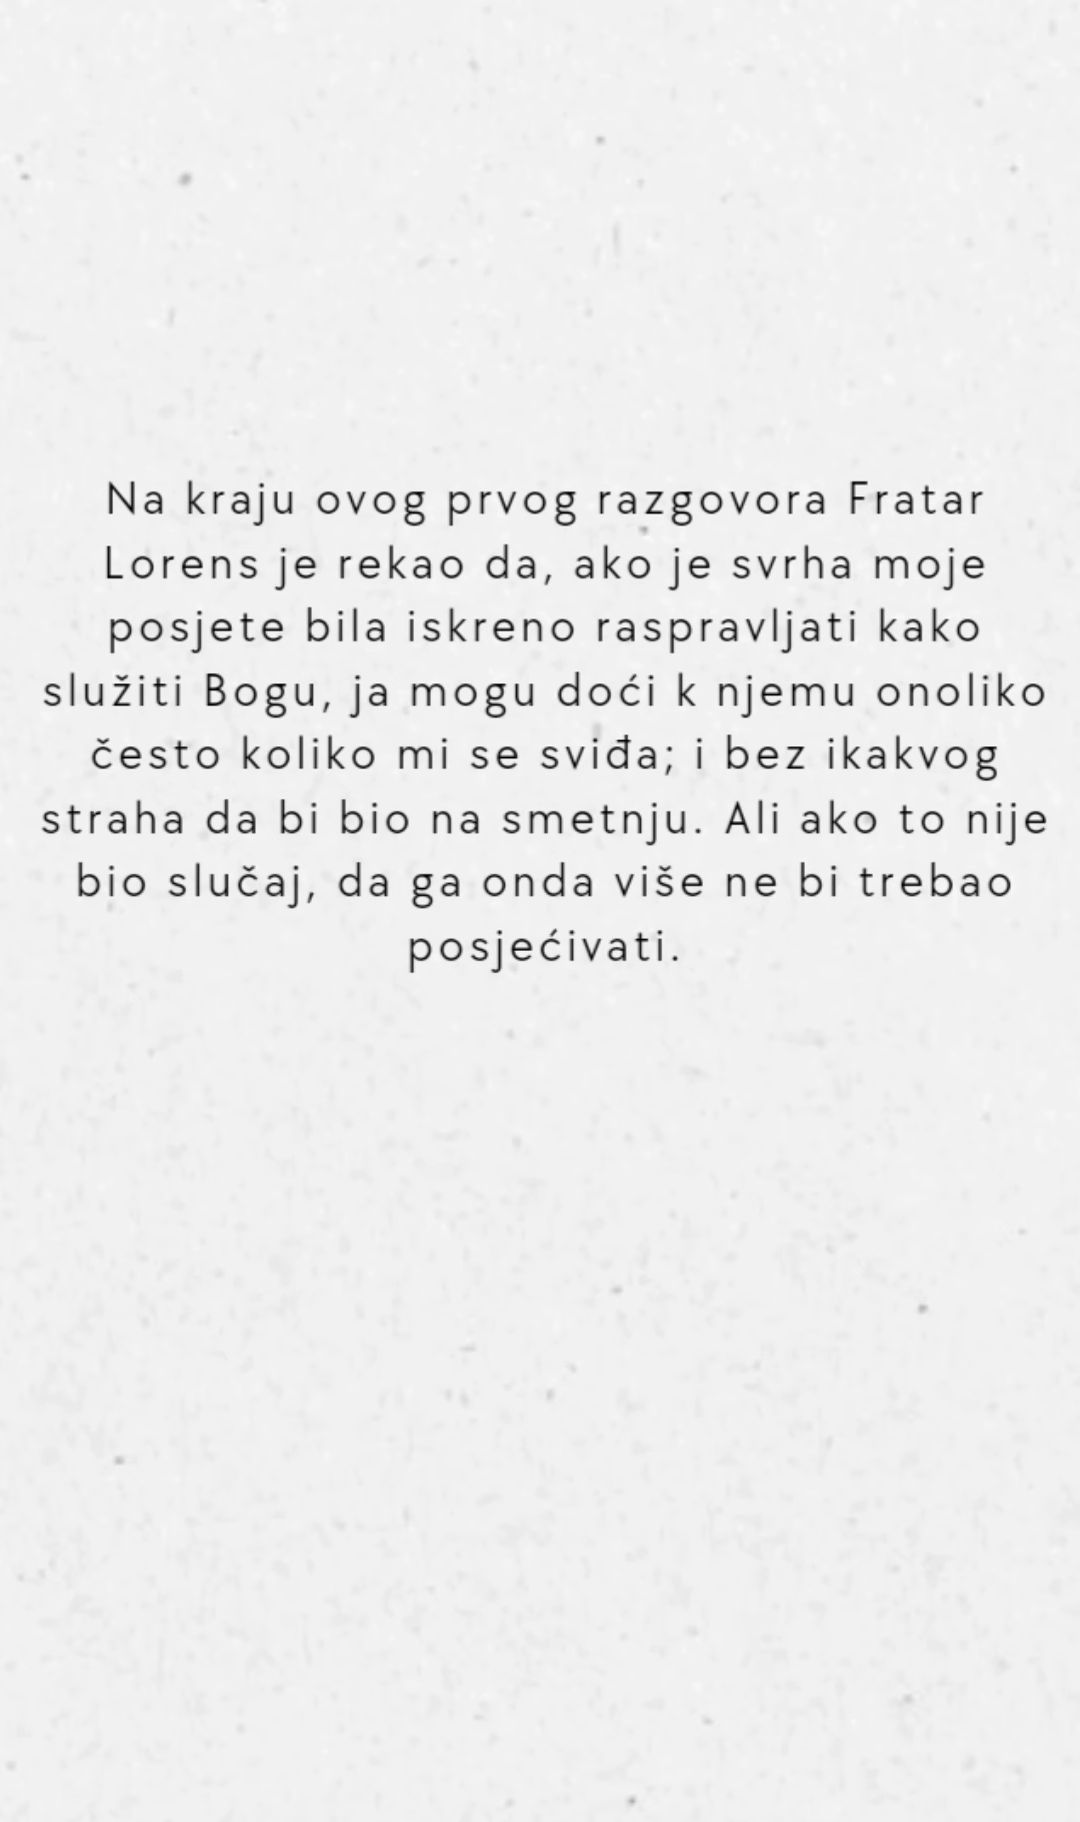 Na kraju ovog prvog razgovora Fratar
Lorens je rekao da, ako je svrha moje
posjete bila iskreno raspravljati kako
služiti Bogu, ja mogu doći k njemu onoliko
često koliko mi se sviđa; i bez ikakvog
straha da bi bio na smetnju. Ali ako to nije
bio slučaj, da ga onda više ne bi trebao
posjećivati.